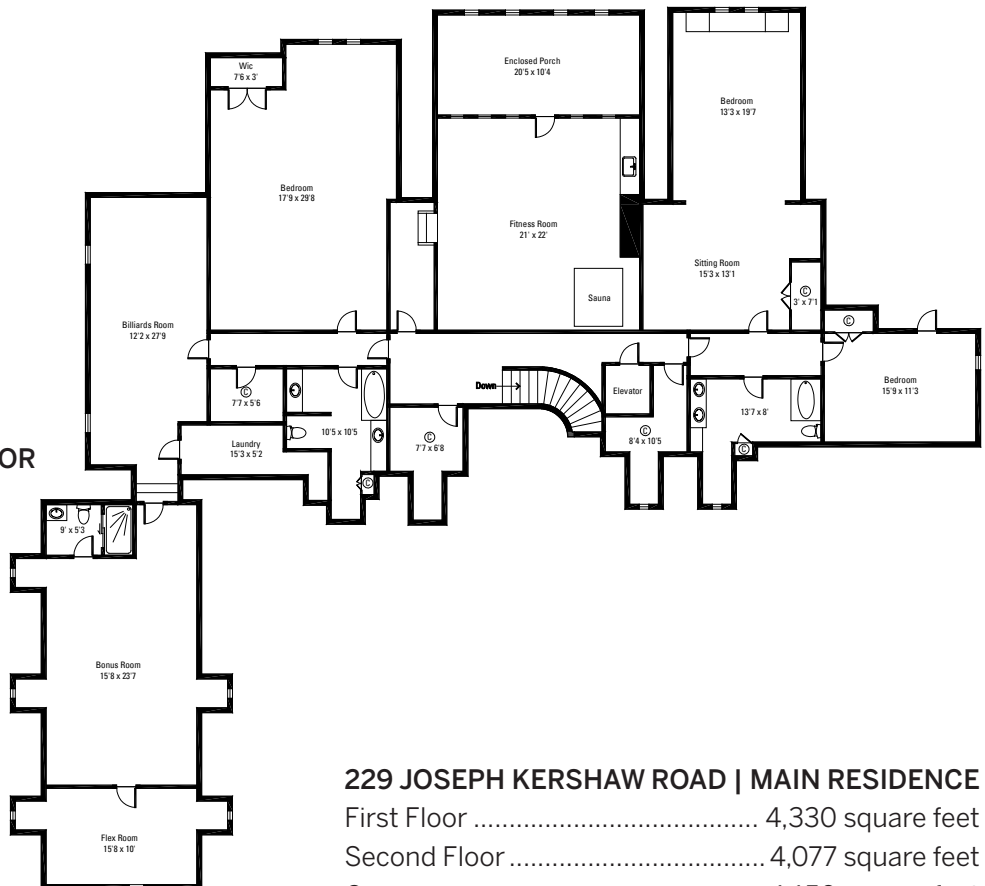 Wic
7'6 x 3'
Enclosed Porch
20'5 x 10'4
Bedroom
13'3 x 19'7
Bedroom
17'9 x 29'8
Fitness Room
21' x 22'
Sitting Room
15'3 x 13'1
C
3' x 7'1
Sauna
Billiards Room
12'2 x 27'9
C
Bedroom
15'9 x 11'3
Down
Elevator
C
7'7 x 5'6
10'5 x 10'5
C
7'7 x 6'8
C
8'4 x 10'5
13'7 x 8'
C
Laundry
15'3 x 5'2
C
OOR
9' x 5'3
Bonus Room
15'8 x 23'7
Flex Room
15'8 x 10'
229 JOSEPH KERSHAW ROAD | MAIN RESIDENCE
First Floor ........................................ 4,330 square feet
Second Floor .................................... 4,077 square feet